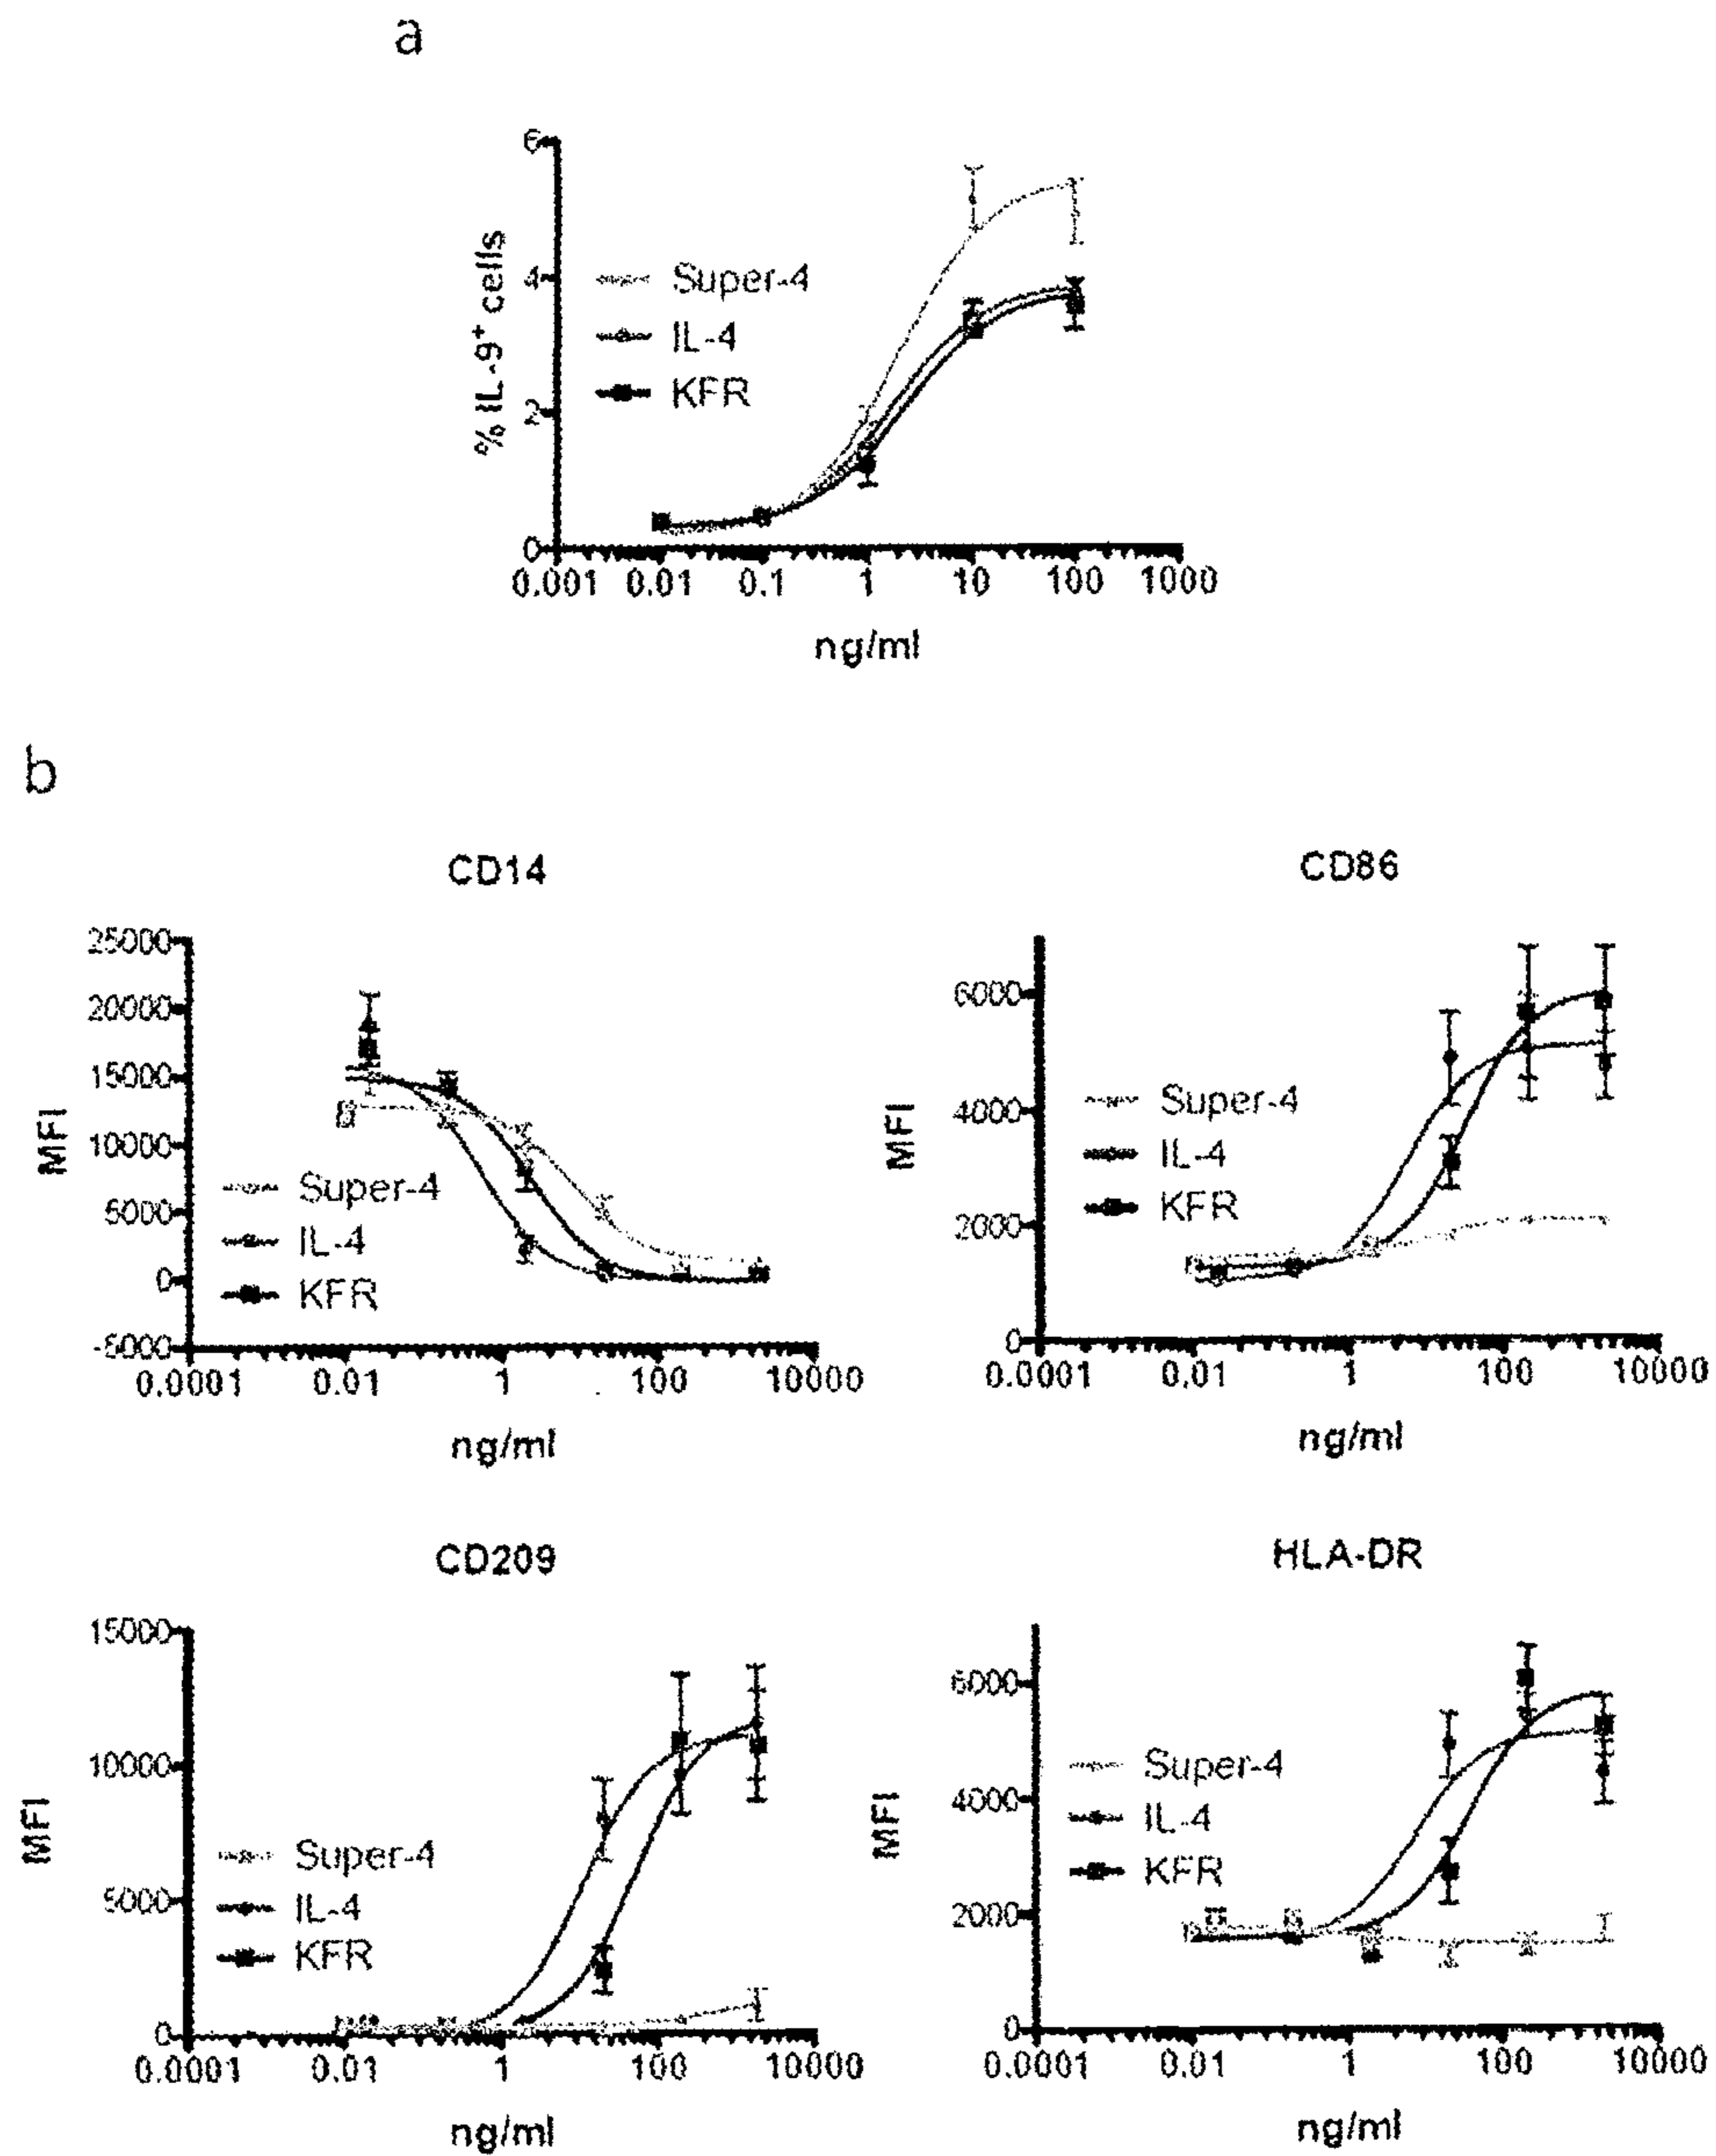 a
6
4
2
0
% IL-9+ cells
Super-4
IL-4
KFR
0.001 0.01 0.1 1 10 100 1000
ng/ml
b
CD14
25000
20000
15000
10000
5000
0
-5000
MFI
Super-4
IL-4
KFR
0.0001 0.01 1 100 10000
ng/ml
CD86
6000
4000
2000
0
MFI
Super-4
IL-4
KFR
0.0001 0.01 1 100 10000
ng/ml
CD209
15000
10000
5000
0
MFI
Super-4
IL-4
KFR
0.0001 0.01 1 100 10000
ng/ml
HLA-DR
6000
4000
2000
0
MFI
Super-4
IL-4
KFR
0.0001 0.01 1 100 10000
ng/ml